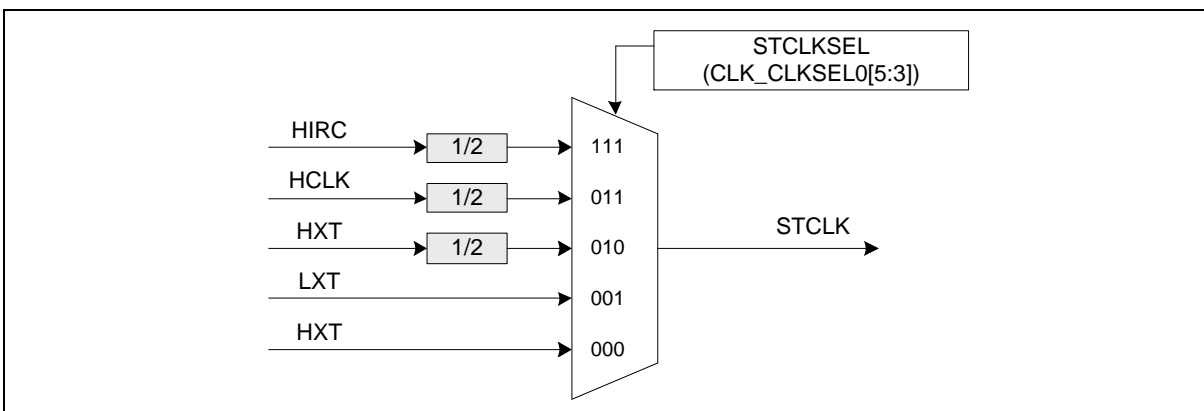 STCLKSEL
(CLK_CLKSEL0[5:3])
HIRC
1/2
111
HCLK
1/2
011
HXT
1/2
010
STCLK
LXT
001
HXT
000